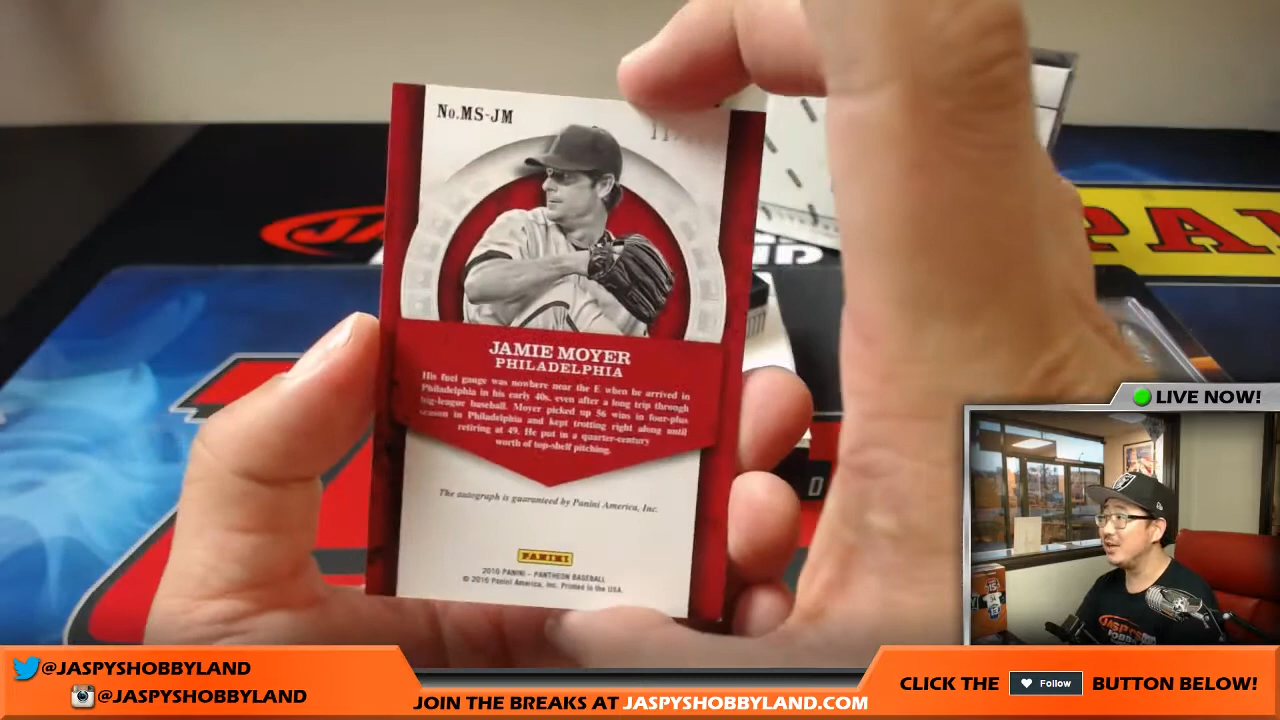 No.MS-JM
JAMIE MOYER
PHILADELPHIA
His fuel gauge was nowhere near the E when he arrived in
Philadelphia in his early 40s, even after a long trip through
big-league baseball. Moyer picked up 56 wins in four-plus
season in Philadelphia and kept trotting right along until
retiring at 49. He put in a quarter-century
worth of top-shelf pitching.
The autograph is guaranteed by Panini America, Inc.
PANINI
2016 PANINI – PANTHEON BASEBALL
© 2016 Panini America, Inc. Printed in the USA.
LIVE NOW!
@JASPYSHOBBYLAND
@JASPYSHOBBYLAND
JOIN THE BREAKS AT JASPYSHOBBYLAND.COM
CLICK THE Follow BUTTON BELOW!